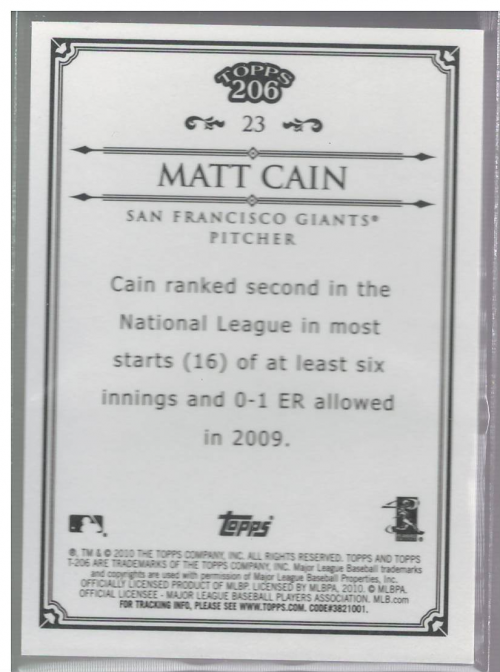 TOPPS
206
23
MATT CAIN
SAN FRANCISCO GIANTS®
PITCHER
Cain ranked second in the
National League in most
starts (16) of at least six
innings and 0-1 ER allowed
in 2009.
Topps
®, TM & © 2010 THE TOPPS COMPANY, INC. ALL RIGHTS RESERVED. TOPPS AND TOPPS
T-206 ARE TRADEMARKS OF THE TOPPS COMPANY, INC. Major League Baseball trademarks
and copyrights are used with permission of Major League Baseball Properties, Inc.
OFFICIALLY LICENSED PRODUCT OF MLBP. LICENSED BY MLBPA, 2010. © MLBPA,
OFFICIAL LICENSEE - MAJOR LEAGUE BASEBALL PLAYERS ASSOCIATION. MLB.com
FOR TRACKING INFO, PLEASE SEE WWW.TOPPS.COM. CODE#3821001.